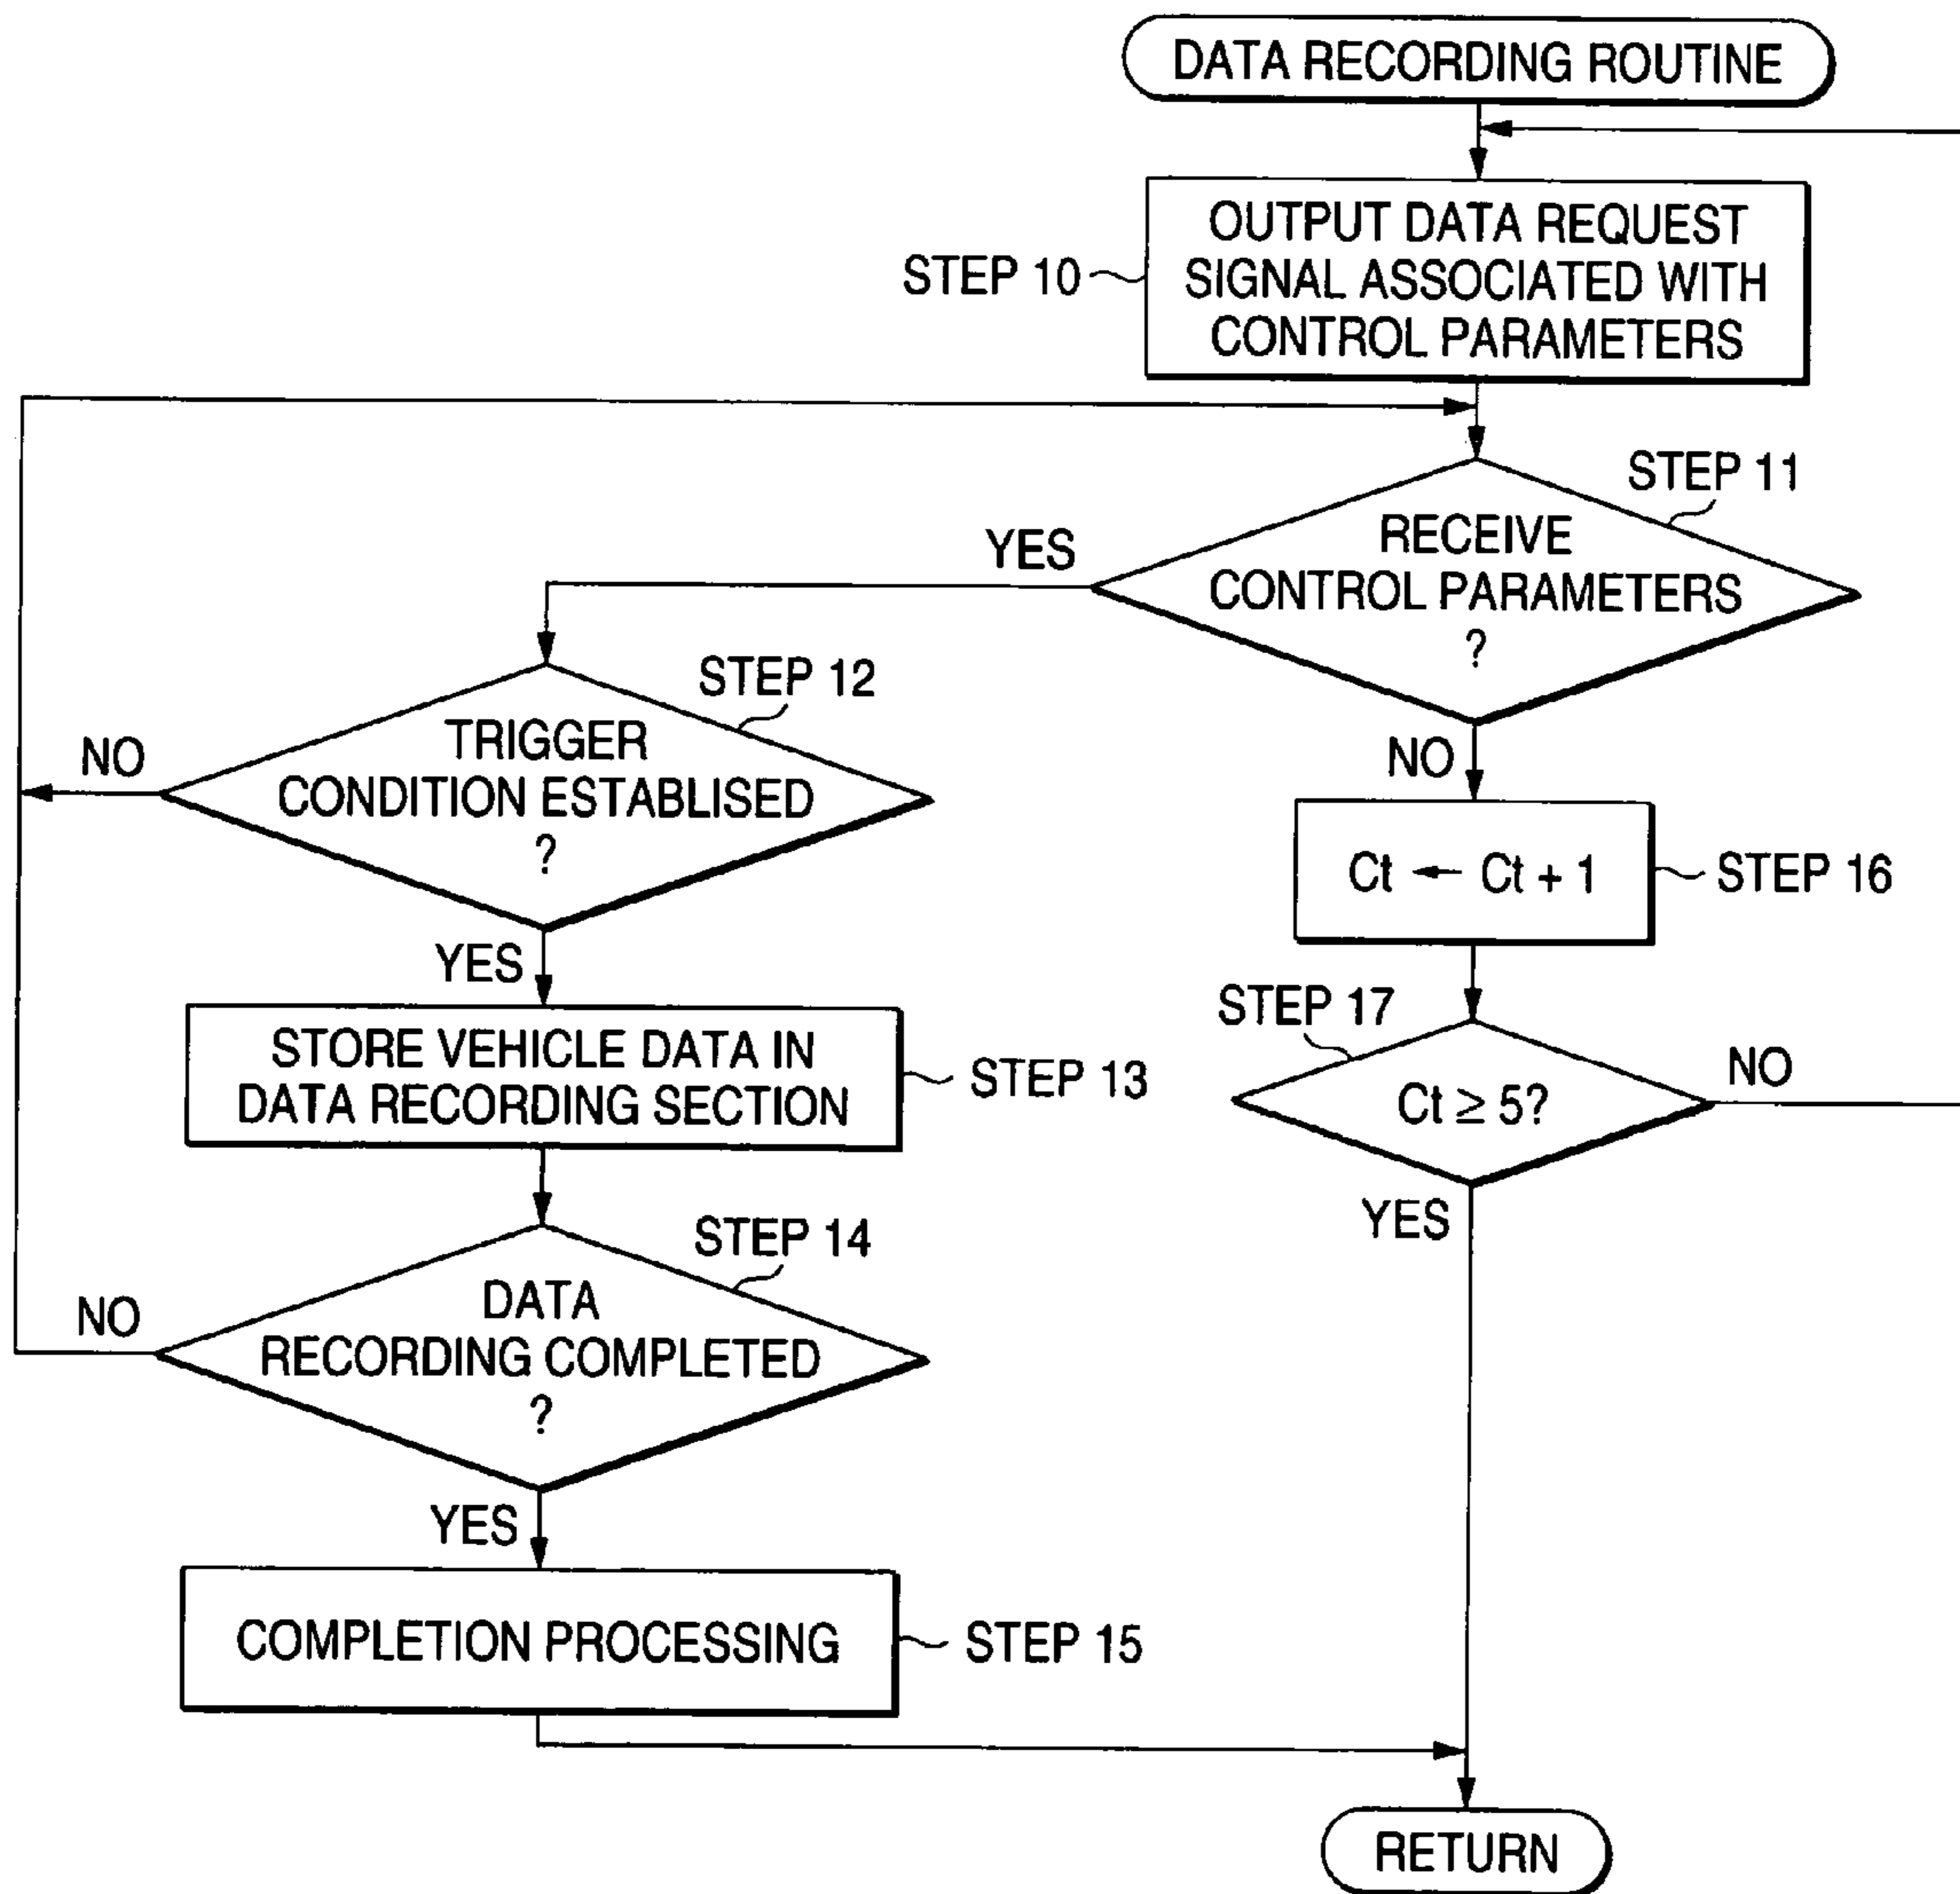 DATA RECORDING ROUTINE
STEP 10
OUTPUT DATA REQUEST
SIGNAL ASSOCIATED WITH
CONTROL PARAMETERS
STEP 11
RECEIVE
CONTROL PARAMETERS
?
YES
NO
STEP 12
TRIGGER
CONDITION ESTABLISED
?
NO
YES
STORE VEHICLE DATA IN
DATA RECORDING SECTION
STEP 13
STEP 14
DATA
RECORDING COMPLETED
?
NO
YES
COMPLETION PROCESSING
STEP 15
Ct ← Ct + 1
STEP 16
STEP 17
Ct ≥ 5?
NO
YES
RETURN